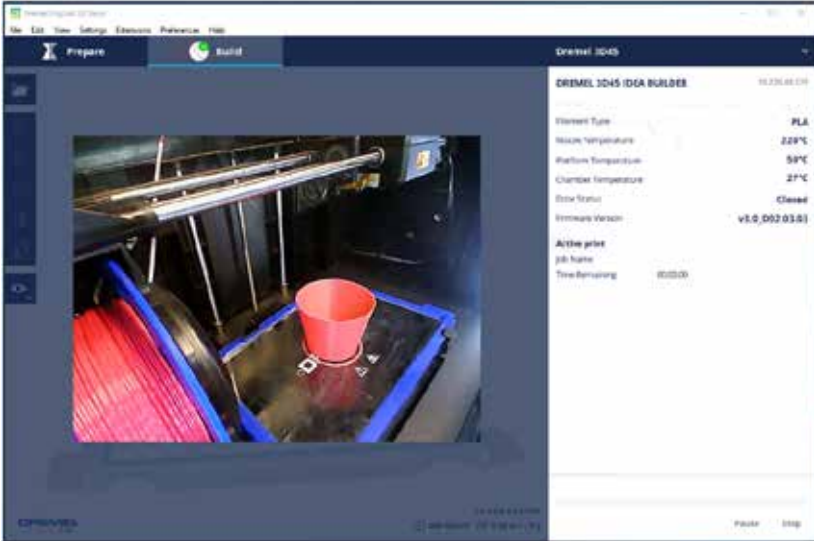 File Edit View Settings Extensions Preferences Help
Prepare
Build
Dremel 3D45
DREMEL 3D45 IDEA BUILDER
Filament Type PLA
Nozzle Temperature 220°C
Platform Temperature 50°C
Chamber Temperature 27°C
Door Status Closed
Firmware Version
Active print
Job Name
Time Remaining 00:00:00
DREMEL
Pause Stop